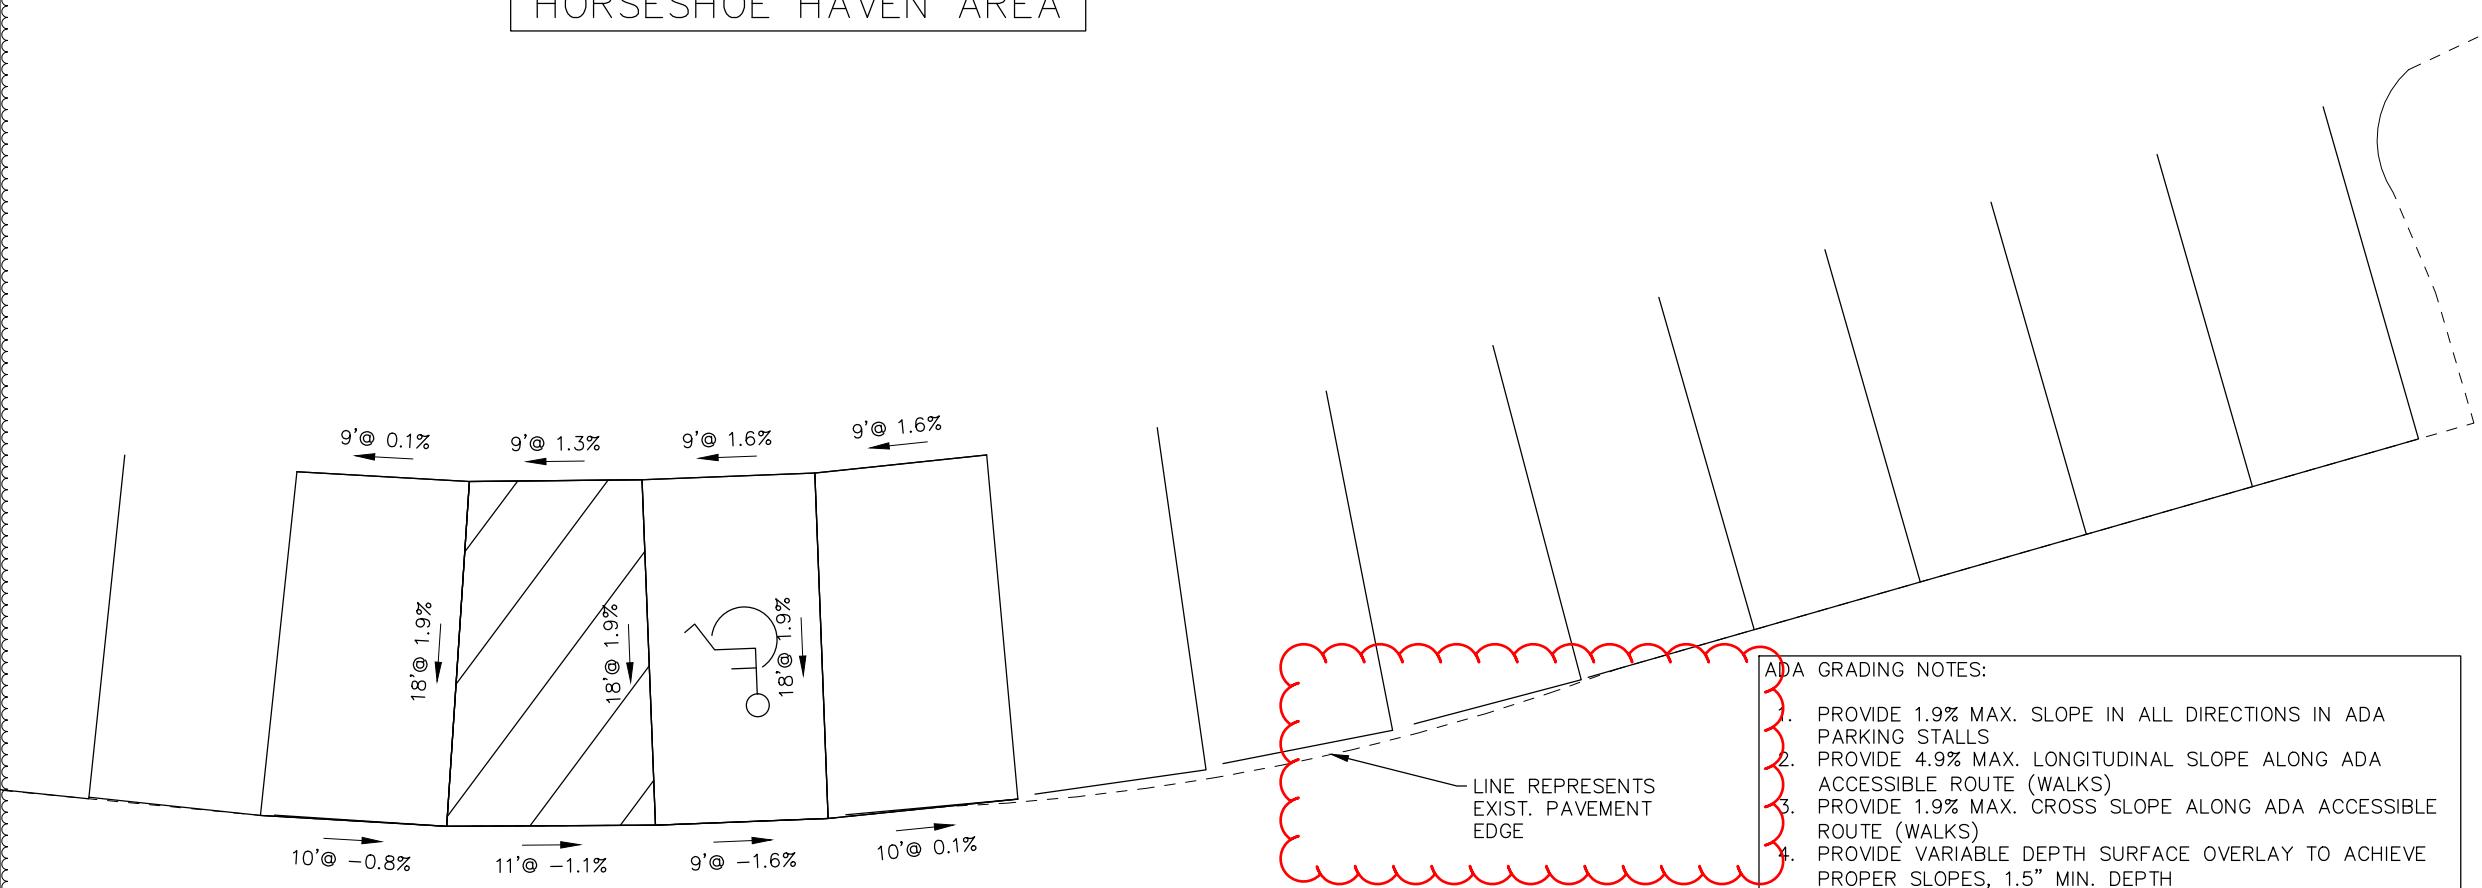 HORSESHOE HAVEN AREA
9'@ 0.1%
9'@ 1.3%
9'@ 1.6%
9'@ 1.6%
18'@ 1.9%
18'@ 1.9%
18'@ 1.9%
10'@ -0.8%
11'@ -1.1%
9'@ -1.6%
10'@ 0.1%
LINE REPRESENTS
EXIST. PAVEMENT
EDGE
ADA GRADING NOTES:
1. PROVIDE 1.9% MAX. SLOPE IN ALL DIRECTIONS IN ADA
PARKING STALLS
2. PROVIDE 4.9% MAX. LONGITUDINAL SLOPE ALONG ADA
ACCESSIBLE ROUTE (WALKS)
3. PROVIDE 1.9% MAX. CROSS SLOPE ALONG ADA ACCESSIBLE
ROUTE (WALKS)
4. PROVIDE VARIABLE DEPTH SURFACE OVERLAY TO ACHIEVE
PROPER SLOPES, 1.5" MIN. DEPTH